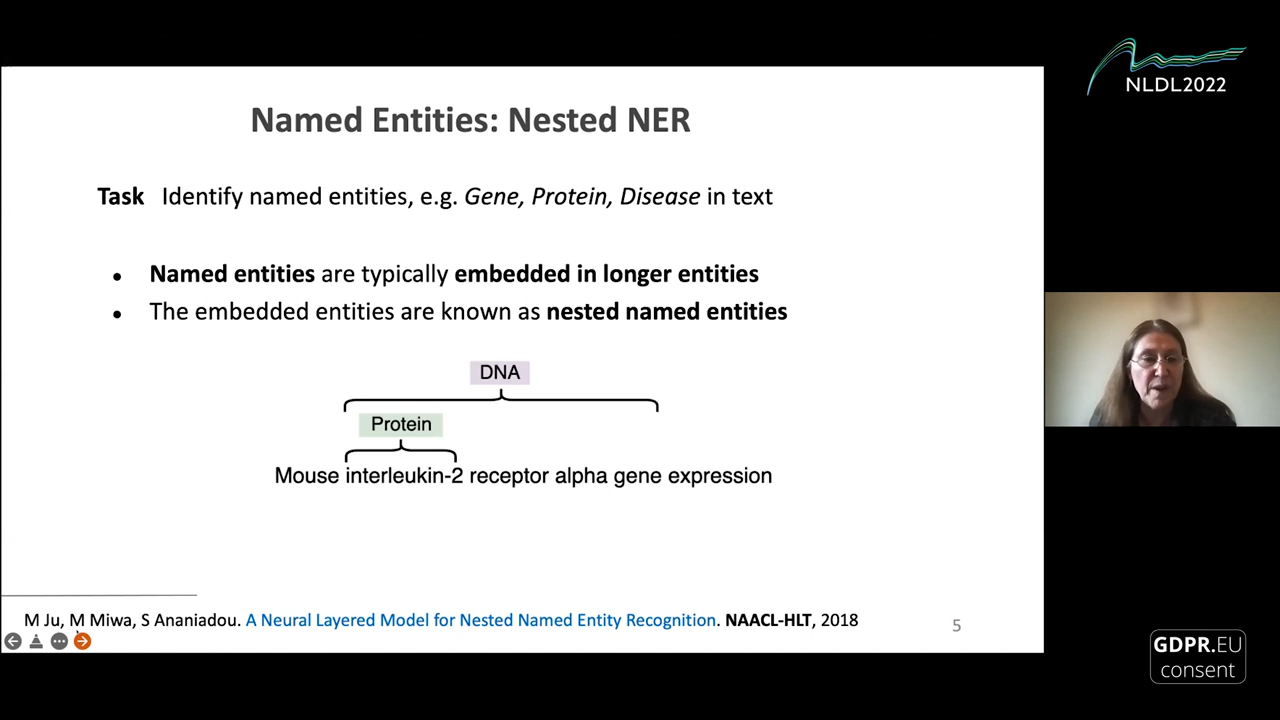 NLDL2022
Named Entities: Nested NER
Task Identify named entities, e.g. Gene, Protein, Disease in text
• Named entities are typically embedded in longer entities
• The embedded entities are known as nested named entities
DNA
Protein
Mouse interleukin-2 receptor alpha gene expression
M Ju, M Miwa, S Ananiadou. A Neural Layered Model for Nested Named Entity Recognition. NAACL-HLT, 2018
5
GDPR.EU
consent